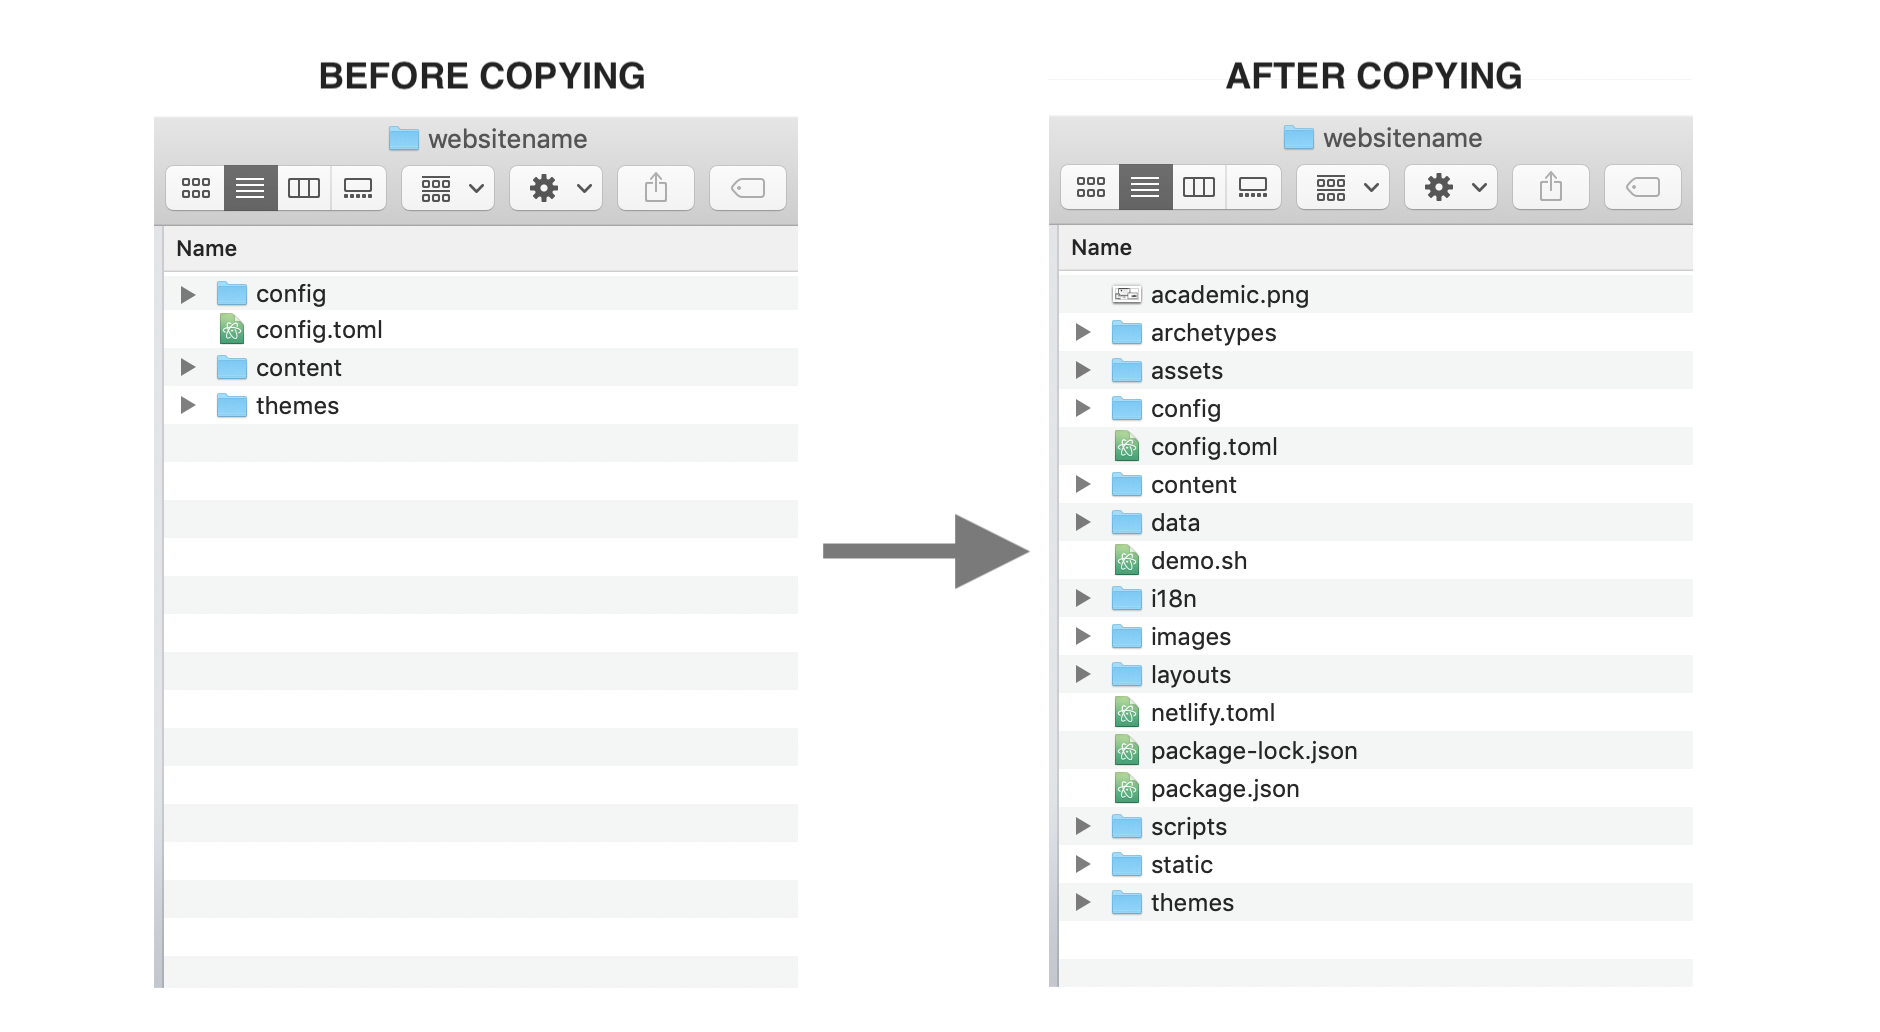 BEFORE COPYING
websitename
Name
config
config.toml
content
themes
AFTER COPYING
websitename
Name
academic.png
archetypes
assets
config
config.toml
content
data
demo.sh
i18n
images
layouts
netlify.toml
package-lock.json
package.json
scripts
static
themes